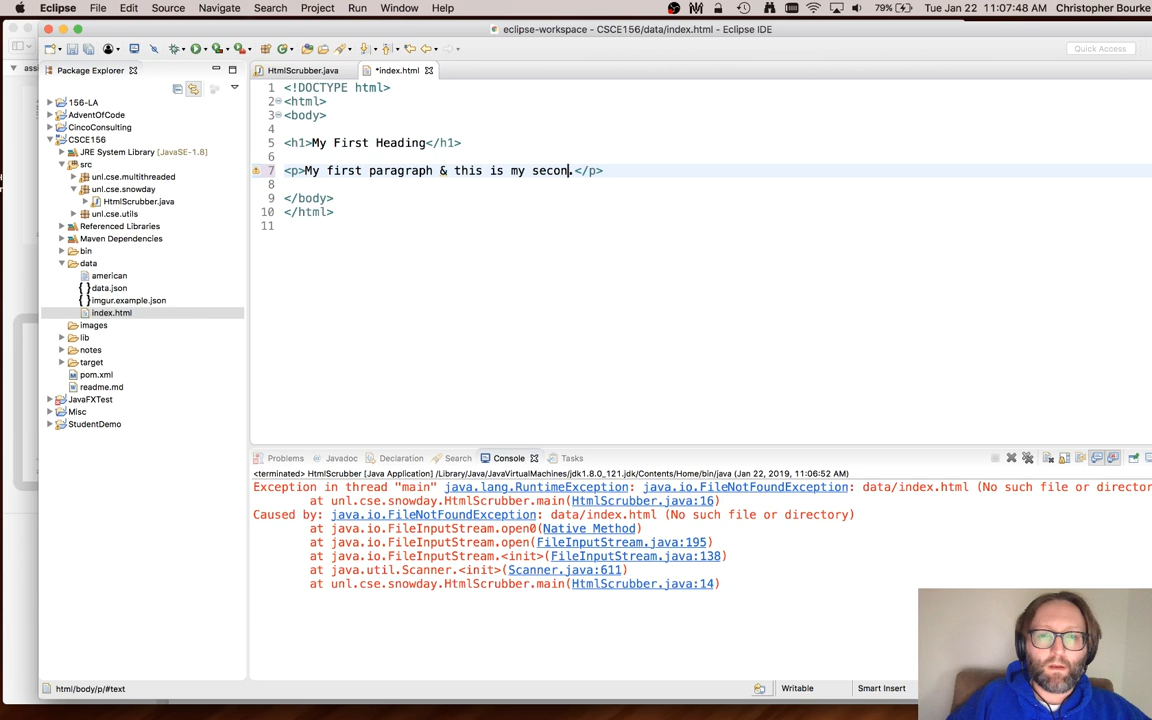 Eclipse File Edit Source Navigate Search Project Run Window Help 79% Tue Jan 22 11:07:48 AM Christopher Bourke
eclipse-workspace - CSCE156/data/index.html - Eclipse IDE
Quick Access
Package Explorer
HtmlScrubber.java *index.html
156-LA
AdventOfCode
CincoConsulting
CSCE156
JRE System Library [JavaSE-1.8]
src
unl.cse.multithreaded
unl.cse.snowday
HtmlScrubber.java
unl.cse.utils
Referenced Libraries
Maven Dependencies
bin
data
american
data.json
imgur.example.json
index.html
images
lib
notes
target
pom.xml
readme.md
JavaFXTest
Misc
StudentDemo
1 <!DOCTYPE html>
2 <html>
3 <body>
4
5 <h1>My First Heading</h1>
6
7 <p>My first paragraph & this is my secon.</p>
8
9 </body>
10 </html>
11
Problems Javadoc Declaration Search Console Tasks
<terminated> HtmlScrubber [Java Application] /Library/Java/JavaVirtualMachines/jdk1.8.0_121.jdk/Contents/Home/bin/java (Jan 22, 2019, 11:06:52 AM)
Exception in thread "main" java.lang.RuntimeException: java.io.FileNotFoundException: data/index.html (No such file or director
at unl.cse.snowday.HtmlScrubber.main(HtmlScrubber.java:16)
Caused by: java.io.FileNotFoundException: data/index.html (No such file or directory)
at java.io.FileInputStream.open0(Native Method)
at java.io.FileInputStream.open(FileInputStream.java:195)
at java.io.FileInputStream.<init>(FileInputStream.java:138)
at java.util.Scanner.<init>(Scanner.java:611)
at unl.cse.snowday.HtmlScrubber.main(HtmlScrubber.java:14)
html/body/p/#text
Writable Smart Insert